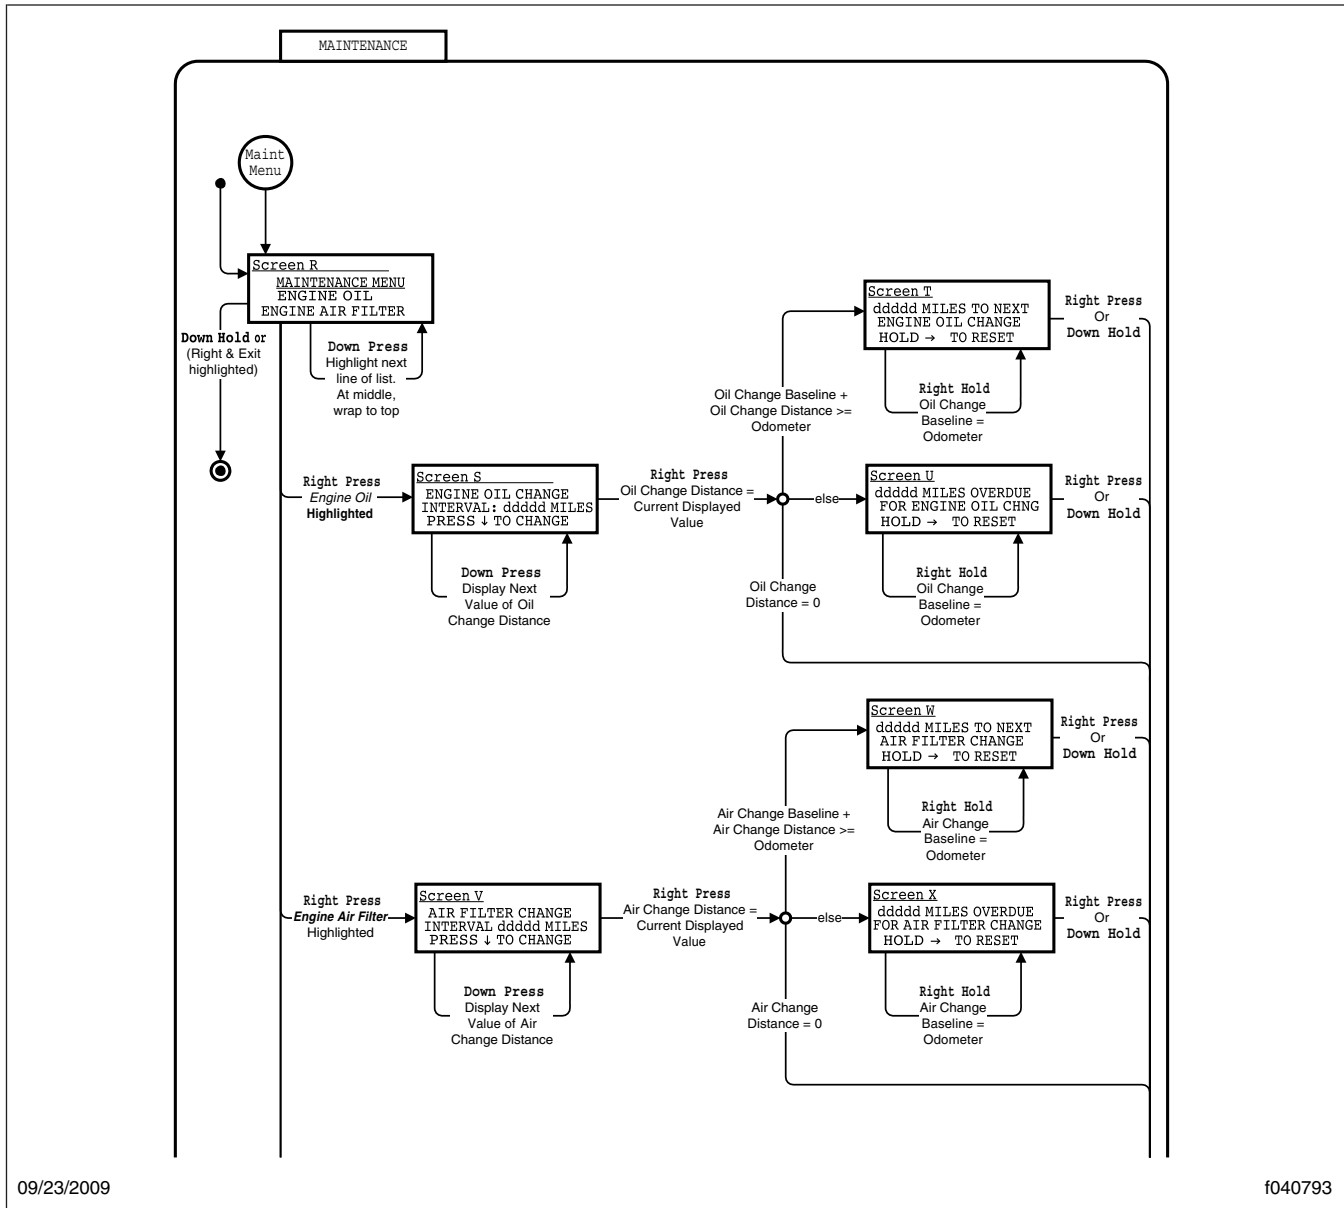 MAINTENANCE
Maint
Menu
Screen R
MAINTENANCE MENU
ENGINE OIL
ENGINE AIR FILTER
Down Hold or
(Right & Exit
highlighted)
Down Press
Highlight next
line of list.
At middle,
wrap to top
Right Press
Engine Oil
Highlighted
Screen S
ENGINE OIL CHANGE
INTERVAL: ddddd MILES
PRESS ↓ TO CHANGE
Down Press
Display Next
Value of Oil
Change Distance
Right Press
Oil Change Distance =
Current Displayed
Value
Oil Change Baseline +
Oil Change Distance >=
Odometer
else
Oil Change
Distance = 0
Screen T
ddddd MILES TO NEXT
ENGINE OIL CHANGE
HOLD → TO RESET
Right Hold
Oil Change
Baseline =
Odometer
Right Press
Or
Down Hold
Screen U
ddddd MILES OVERDUE
FOR ENGINE OIL CHNG
HOLD → TO RESET
Right Hold
Oil Change
Baseline =
Odometer
Right Press
Or
Down Hold
Right Press
Engine Air Filter
Highlighted
Screen V
AIR FILTER CHANGE
INTERVAL ddddd MILES
PRESS ↓ TO CHANGE
Down Press
Display Next
Value of Air
Change Distance
Right Press
Air Change Distance =
Current Displayed
Value
Air Change Baseline +
Air Change Distance >=
Odometer
else
Air Change
Distance = 0
Screen W
ddddd MILES TO NEXT
AIR FILTER CHANGE
HOLD → TO RESET
Right Hold
Air Change
Baseline =
Odometer
Right Press
Or
Down Hold
Screen X
ddddd MILES OVERDUE
FOR AIR FILTER CHANGE
HOLD → TO RESET
Right Hold
Air Change
Baseline =
Odometer
Right Press
Or
Down Hold
09/23/2009
f040793